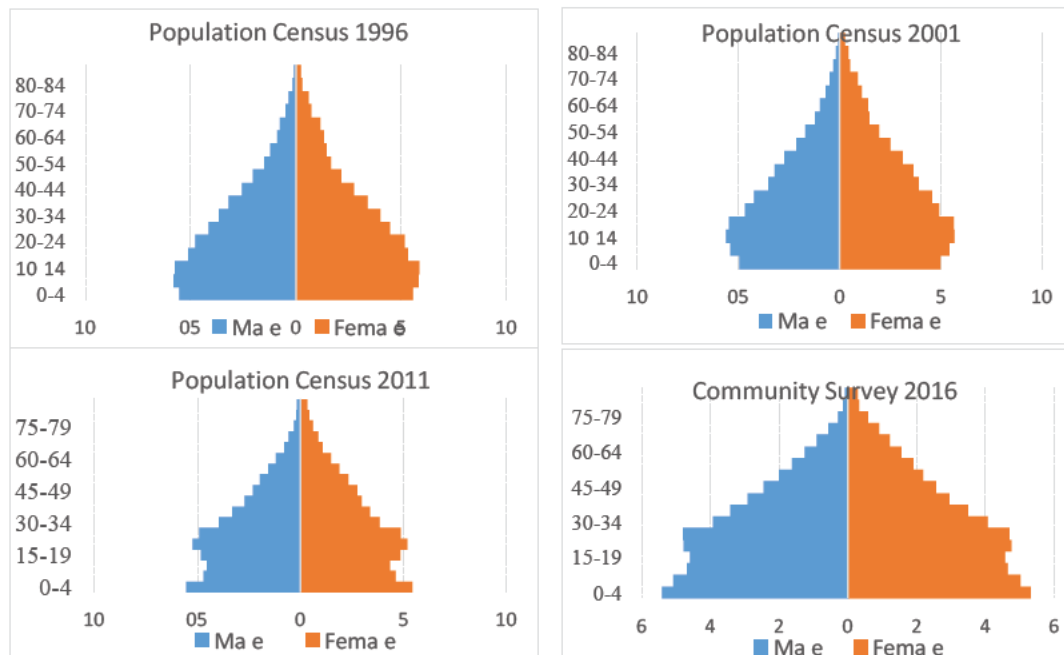 Population Census 1996
80-84
70-74
60-64
50-54
40-44
30-34
20-24
10 14
0-4
10 05 0 5 10
Ma e Fema e
Population Census 2001
80-84
70-74
60-64
50-54
40-44
30-34
20-24
10 14
0-4
10 05 0 5 10
Ma e Fema e
Population Census 2011
75-79
60-64
45-49
30-34
15-19
0-4
10 05 0 5 10
Ma e Fema e
Community Survey 2016
75-79
60-64
45-49
30-34
15-19
0-4
6 4 2 0 2 4 6
Ma e Fema e